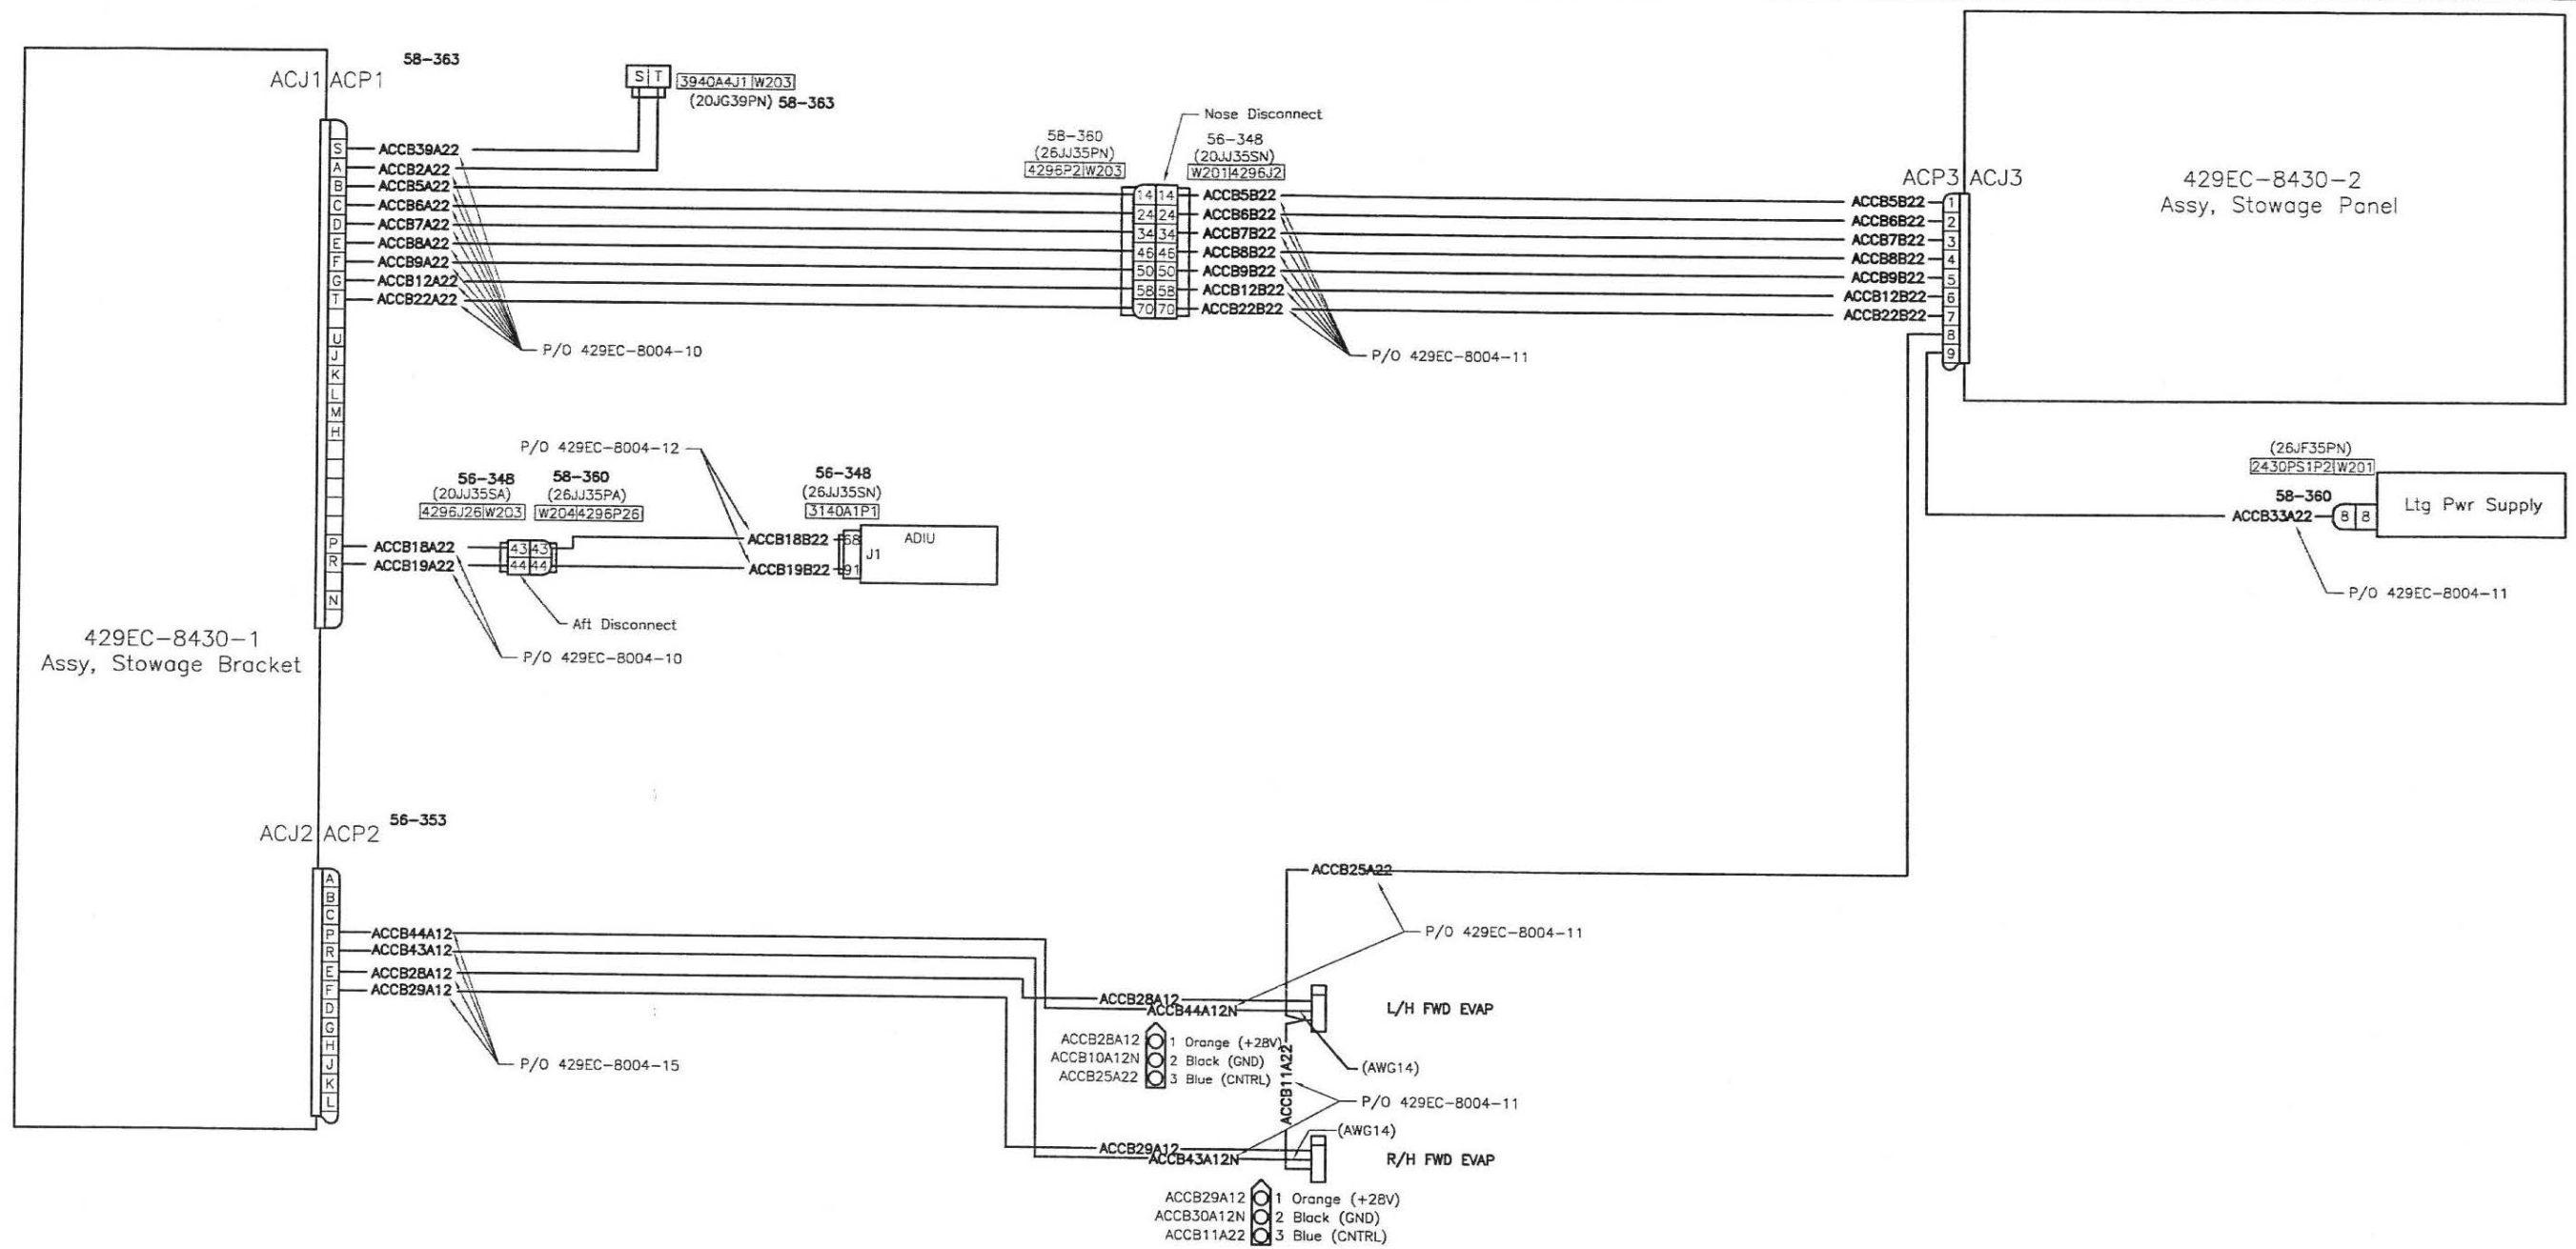 58-363
ACJ1 ACP1
S T
3940A4J1 W203
(20JG39PN) 58-363
S ACCB39A22
A ACCB2A22
B ACCB5A22
C ACCB6A22
D ACCB7A22
E ACCB8A22
F ACCB9A22
G ACCB12A22
T ACCB22A22
U
J
K
L
M
H
P/O 429EC-8004-10
Nose Disconnect
58-360
(26JJ35PN)
4296P2 W203
56-348
(20JJ35SN)
W201 4296J2
14 14 ACCB5B22
24 24 ACCB6B22
34 34 ACCB7B22
46 46 ACCB8B22
50 50 ACCB9B22
58 58 ACCB12B22
70 70 ACCB22B22
P/O 429EC-8004-11
ACP3 ACJ3
ACCB5B22 1
ACCB6B22 2
ACCB7B22 3
ACCB8B22 4
ACCB9B22 5
ACCB12B22 6
ACCB22B22 7
8
9
429EC-8430-2
Assy, Stowage Panel
(26JF35PN)
2430PS1P2 W201
58-360
ACCB33A22 8 8
Ltg Pwr Supply
P/O 429EC-8004-11
P/O 429EC-8004-12
56-348
(20JJ35SA)
4296J26 W203
58-360
(26JJ35PA)
W204 4296P26
56-348
(26JJ35SN)
3140A1P1
P ACCB18A22
R ACCB19A22
N
43 43
44 44
ACCB18B22 68
ACCB19B22 91
J1
ADIU
Aft Disconnect
P/O 429EC-8004-10
429EC-8430-1
Assy, Stowage Bracket
56-353
ACJ2 ACP2
A
B
C
P ACCB44A12
R ACCB43A12
E ACCB28A12
F ACCB29A12
D
G
H
J
K
L
P/O 429EC-8004-15
ACCB25A22
P/O 429EC-8004-11
ACCB28A12
ACCB44A12N
L/H FWD EVAP
ACCB28A12 1 Orange (+28V)
ACCB10A12N 2 Black (GND)
ACCB25A22 3 Blue (CNTRL)
ACCB11A22
(AWG14)
P/O 429EC-8004-11
(AWG14)
ACCB29A12
ACCB43A12N
R/H FWD EVAP
ACCB29A12 1 Orange (+28V)
ACCB30A12N 2 Black (GND)
ACCB11A22 3 Blue (CNTRL)